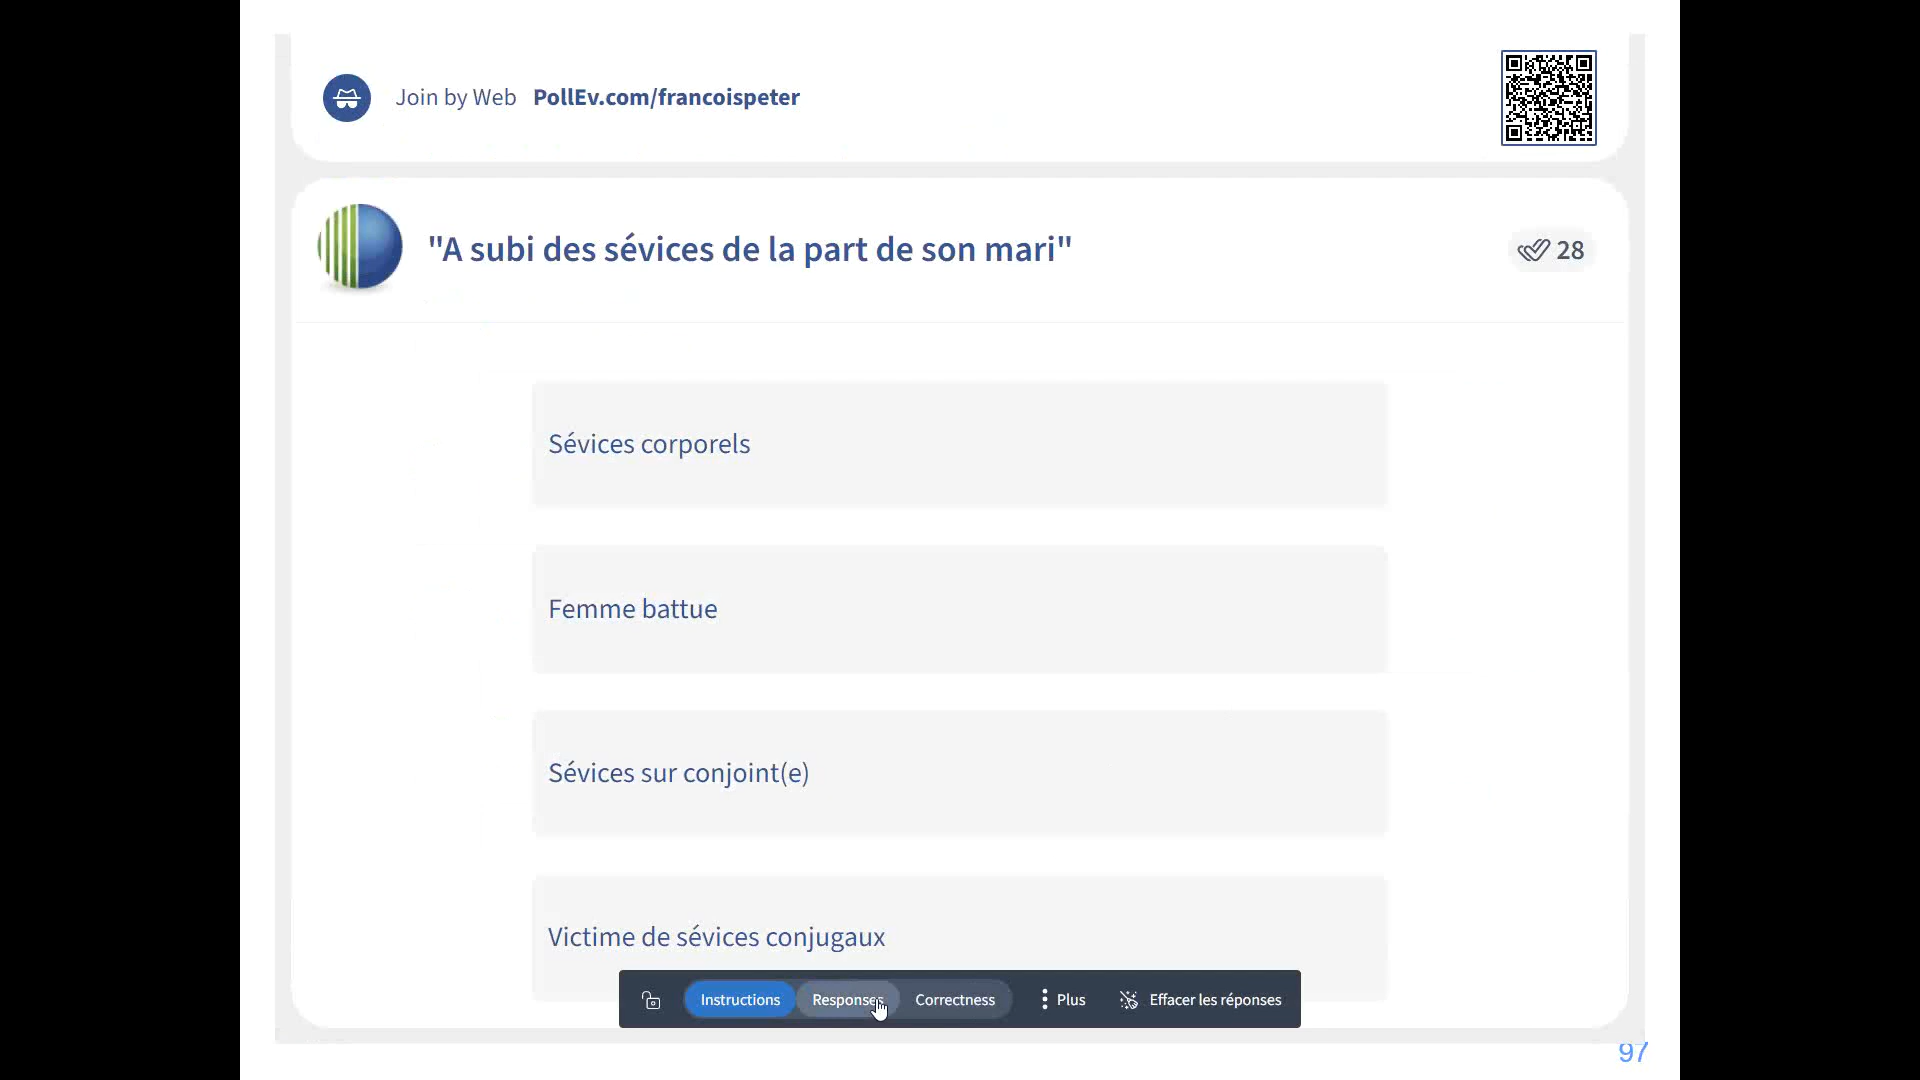 Join by Web PollEv.com/francoispeter
"A subi des sévices de la part de son mari"
28
Sévices corporels
Femme battue
Sévices sur conjoint(e)
Victime de sévices conjugaux
Instructions Responses Correctness Plus Effacer les réponses
97